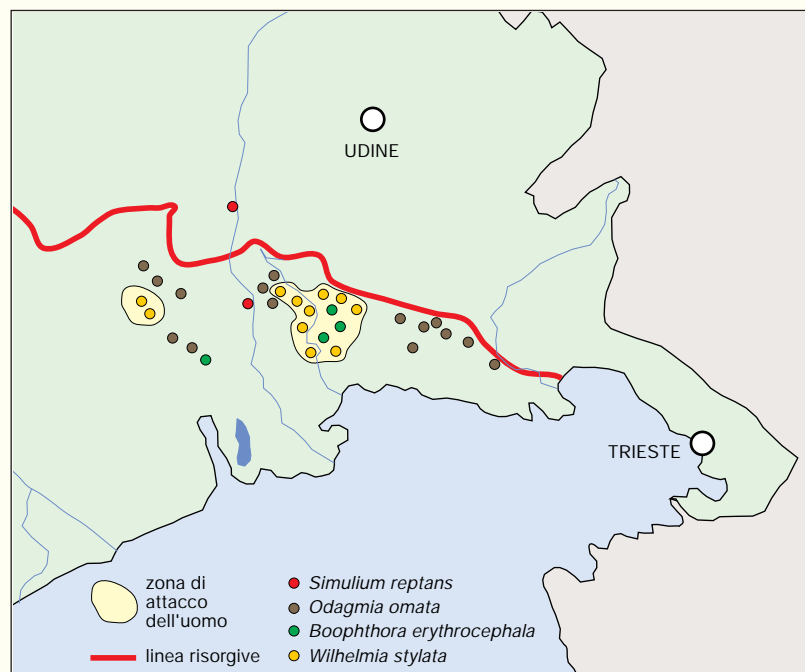 UDINE
TRIESTE
zona di
attacco
dell'uomo
linea risorgive
Simulium reptans
Odagmia omata
Boophthora erythrocephala
Wilhelmia stylata